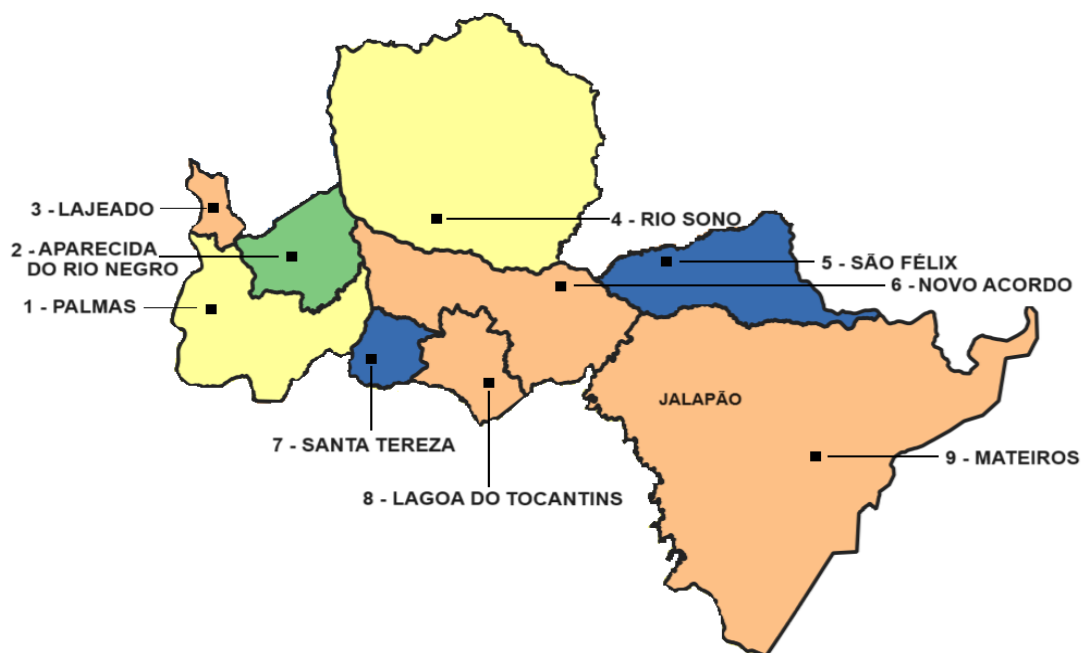 3 - LAJEADO
2 - APARECIDA
DO RIO NEGRO
1 - PALMAS
4 - RIO SONO
5 - SÃO FÉLIX
6 - NOVO ACORDO
JALAPÃO
7 - SANTA TEREZA
9 - MATEIROS
8 - LAGOA DO TOCANTINS